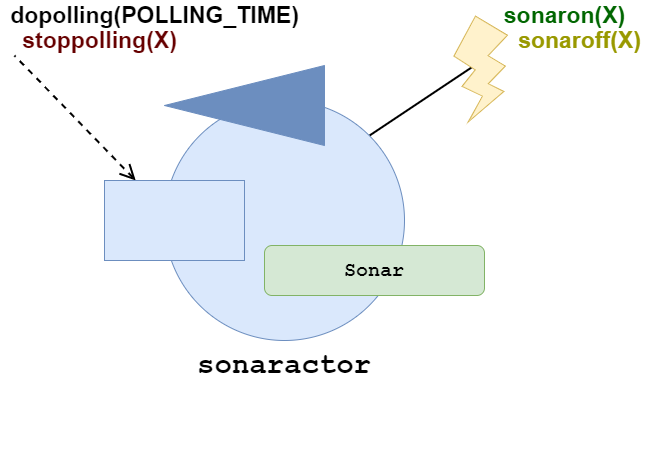 dopolling(POLLING_TIME)
stoppolling(X)
sonaron(X)
sonaroff(X)
Sonar
sonaractor